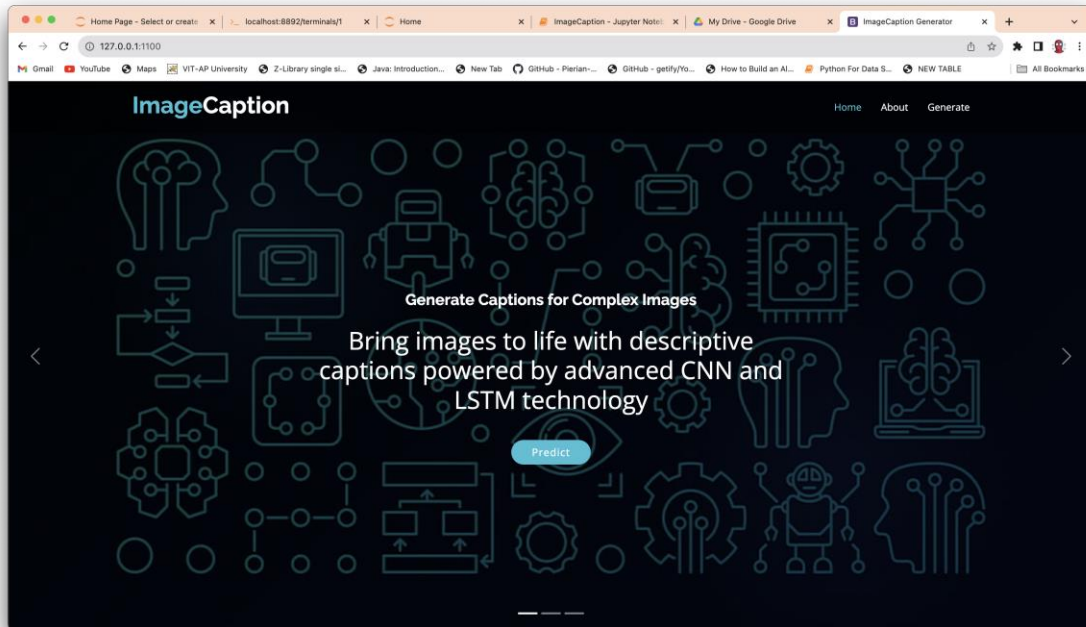 Home Page - Select or create
localhost:8892/terminals/1
Home
ImageCaption - Jupyter Noteb
My Drive - Google Drive
ImageCaption Generator
127.0.0.1:1100
Gmail
YouTube
Maps
VIT-AP University
Z-Library single si...
Java: Introduction...
New Tab
GitHub - Pierian-...
GitHub - getify/Yo...
How to Build an AI...
Python For Data S...
NEW TABLE
All Bookmarks
ImageCaption
Home
About
Generate
Generate Captions for Complex Images
Bring images to life with descriptive
captions powered by advanced CNN and
LSTM technology
Predict